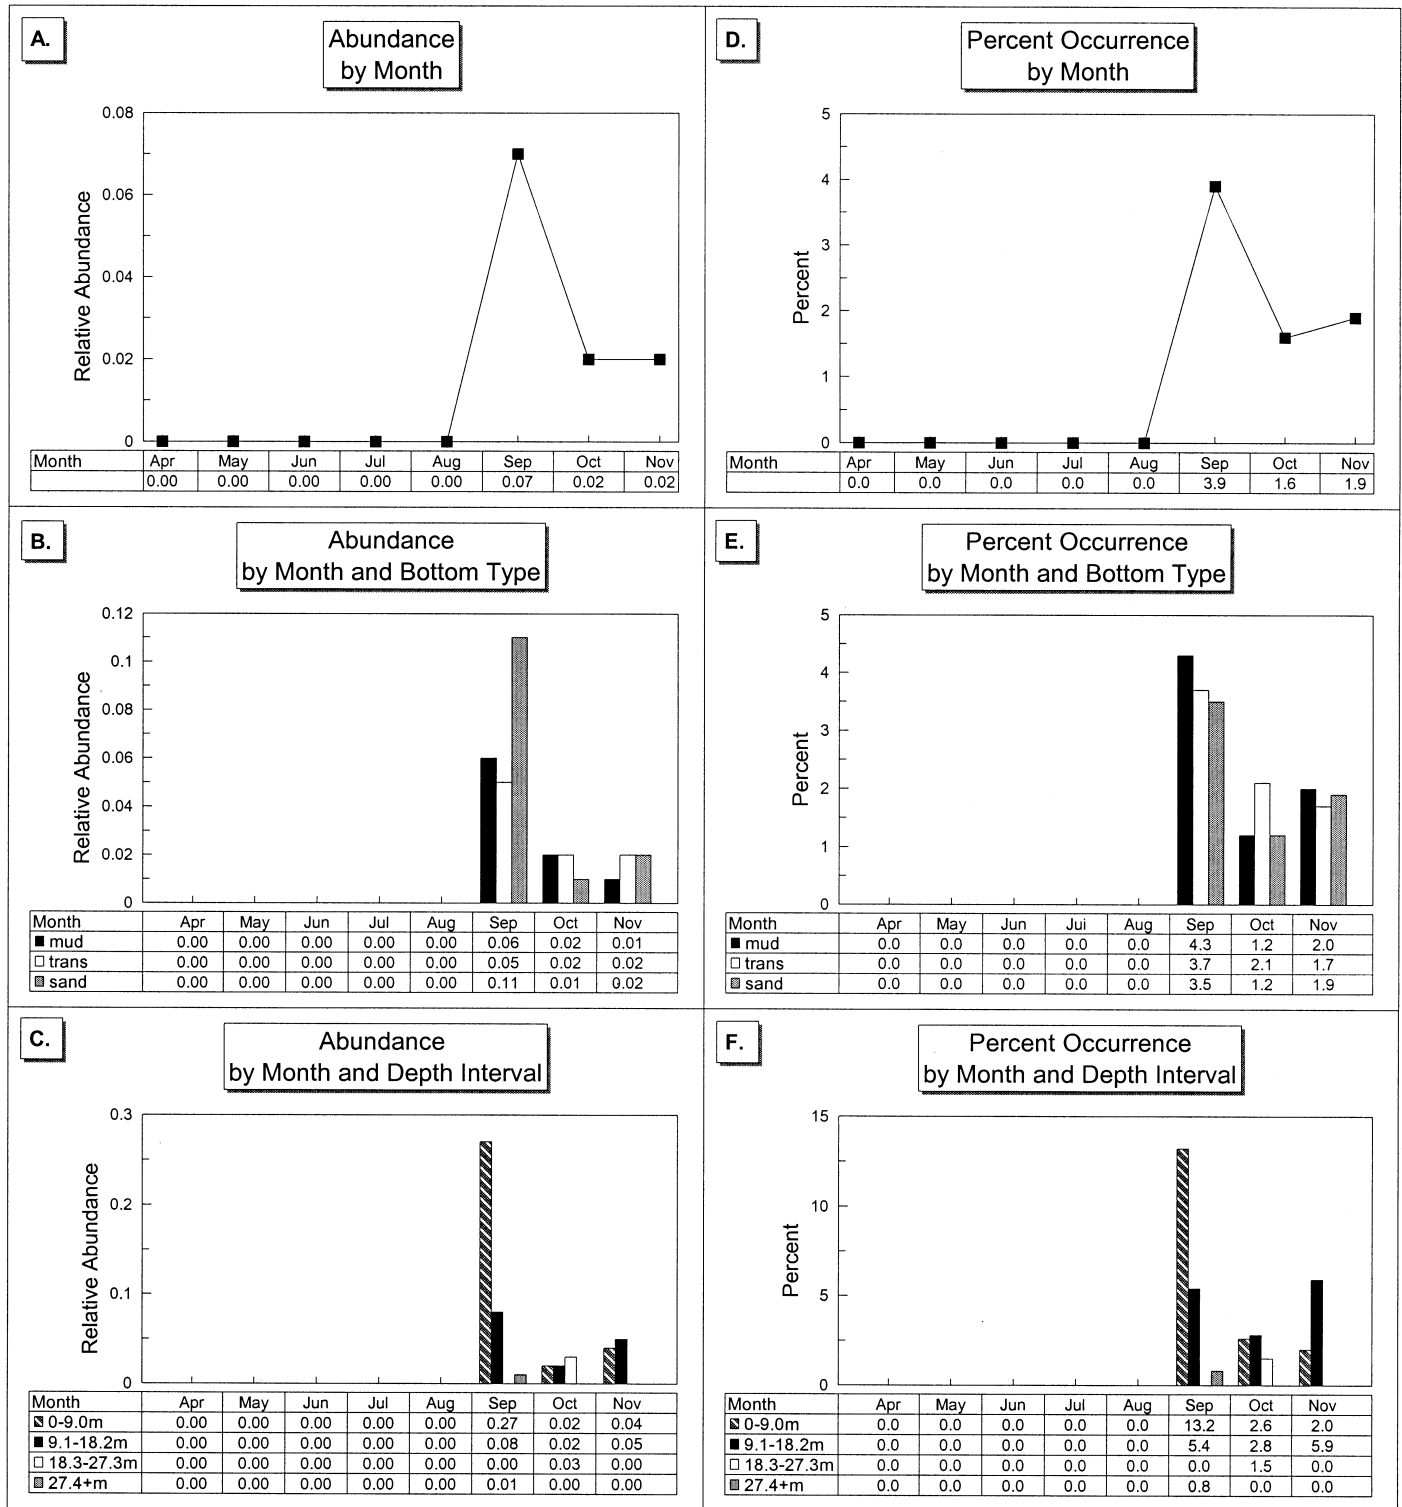 A.
Abundance
by Month
Relative Abundance
0.08
0.06
0.04
0.02
0
Month Apr May Jun Jul Aug Sep Oct Nov
0.00 0.00 0.00 0.00 0.00 0.07 0.02 0.02
D.
Percent Occurrence
by Month
Percent
5
4
3
2
1
0
Month Apr May Jun Jul Aug Sep Oct Nov
0.0 0.0 0.0 0.0 0.0 3.9 1.6 1.9
B.
Abundance
by Month and Bottom Type
Relative Abundance
0.12
0.1
0.08
0.06
0.04
0.02
0
Month Apr May Jun Jul Aug Sep Oct Nov
mud 0.00 0.00 0.00 0.00 0.00 0.06 0.02 0.01
trans 0.00 0.00 0.00 0.00 0.00 0.05 0.02 0.02
sand 0.00 0.00 0.00 0.00 0.00 0.11 0.01 0.02
E.
Percent Occurrence
by Month and Bottom Type
Percent
5
4
3
2
1
0
Month Apr May Jun Jui Aug Sep Oct Nov
mud 0.0 0.0 0.0 0.0 0.0 4.3 1.2 2.0
trans 0.0 0.0 0.0 0.0 0.0 3.7 2.1 1.7
sand 0.0 0.0 0.0 0.0 0.0 3.5 1.2 1.9
C.
Abundance
by Month and Depth Interval
Relative Abundance
0.3
0.2
0.1
0
Month Apr May Jun Jul Aug Sep Oct Nov
0-9.0m 0.00 0.00 0.00 0.00 0.00 0.27 0.02 0.04
9.1-18.2m 0.00 0.00 0.00 0.00 0.00 0.08 0.02 0.05
18.3-27.3m 0.00 0.00 0.00 0.00 0.00 0.00 0.03 0.00
27.4+m 0.00 0.00 0.00 0.00 0.00 0.01 0.00 0.00
F.
Percent Occurrence
by Month and Depth Interval
Percent
15
10
5
0
Month Apr May Jun Jul Aug Sep Oct Nov
0-9.0m 0.0 0.0 0.0 0.0 0.0 13.2 2.6 2.0
9.1-18.2m 0.0 0.0 0.0 0.0 0.0 5.4 2.8 5.9
18.3-27.3m 0.0 0.0 0.0 0.0 0.0 0.0 1.5 0.0
27.4+m 0.0 0.0 0.0 0.0 0.0 0.8 0.0 0.0